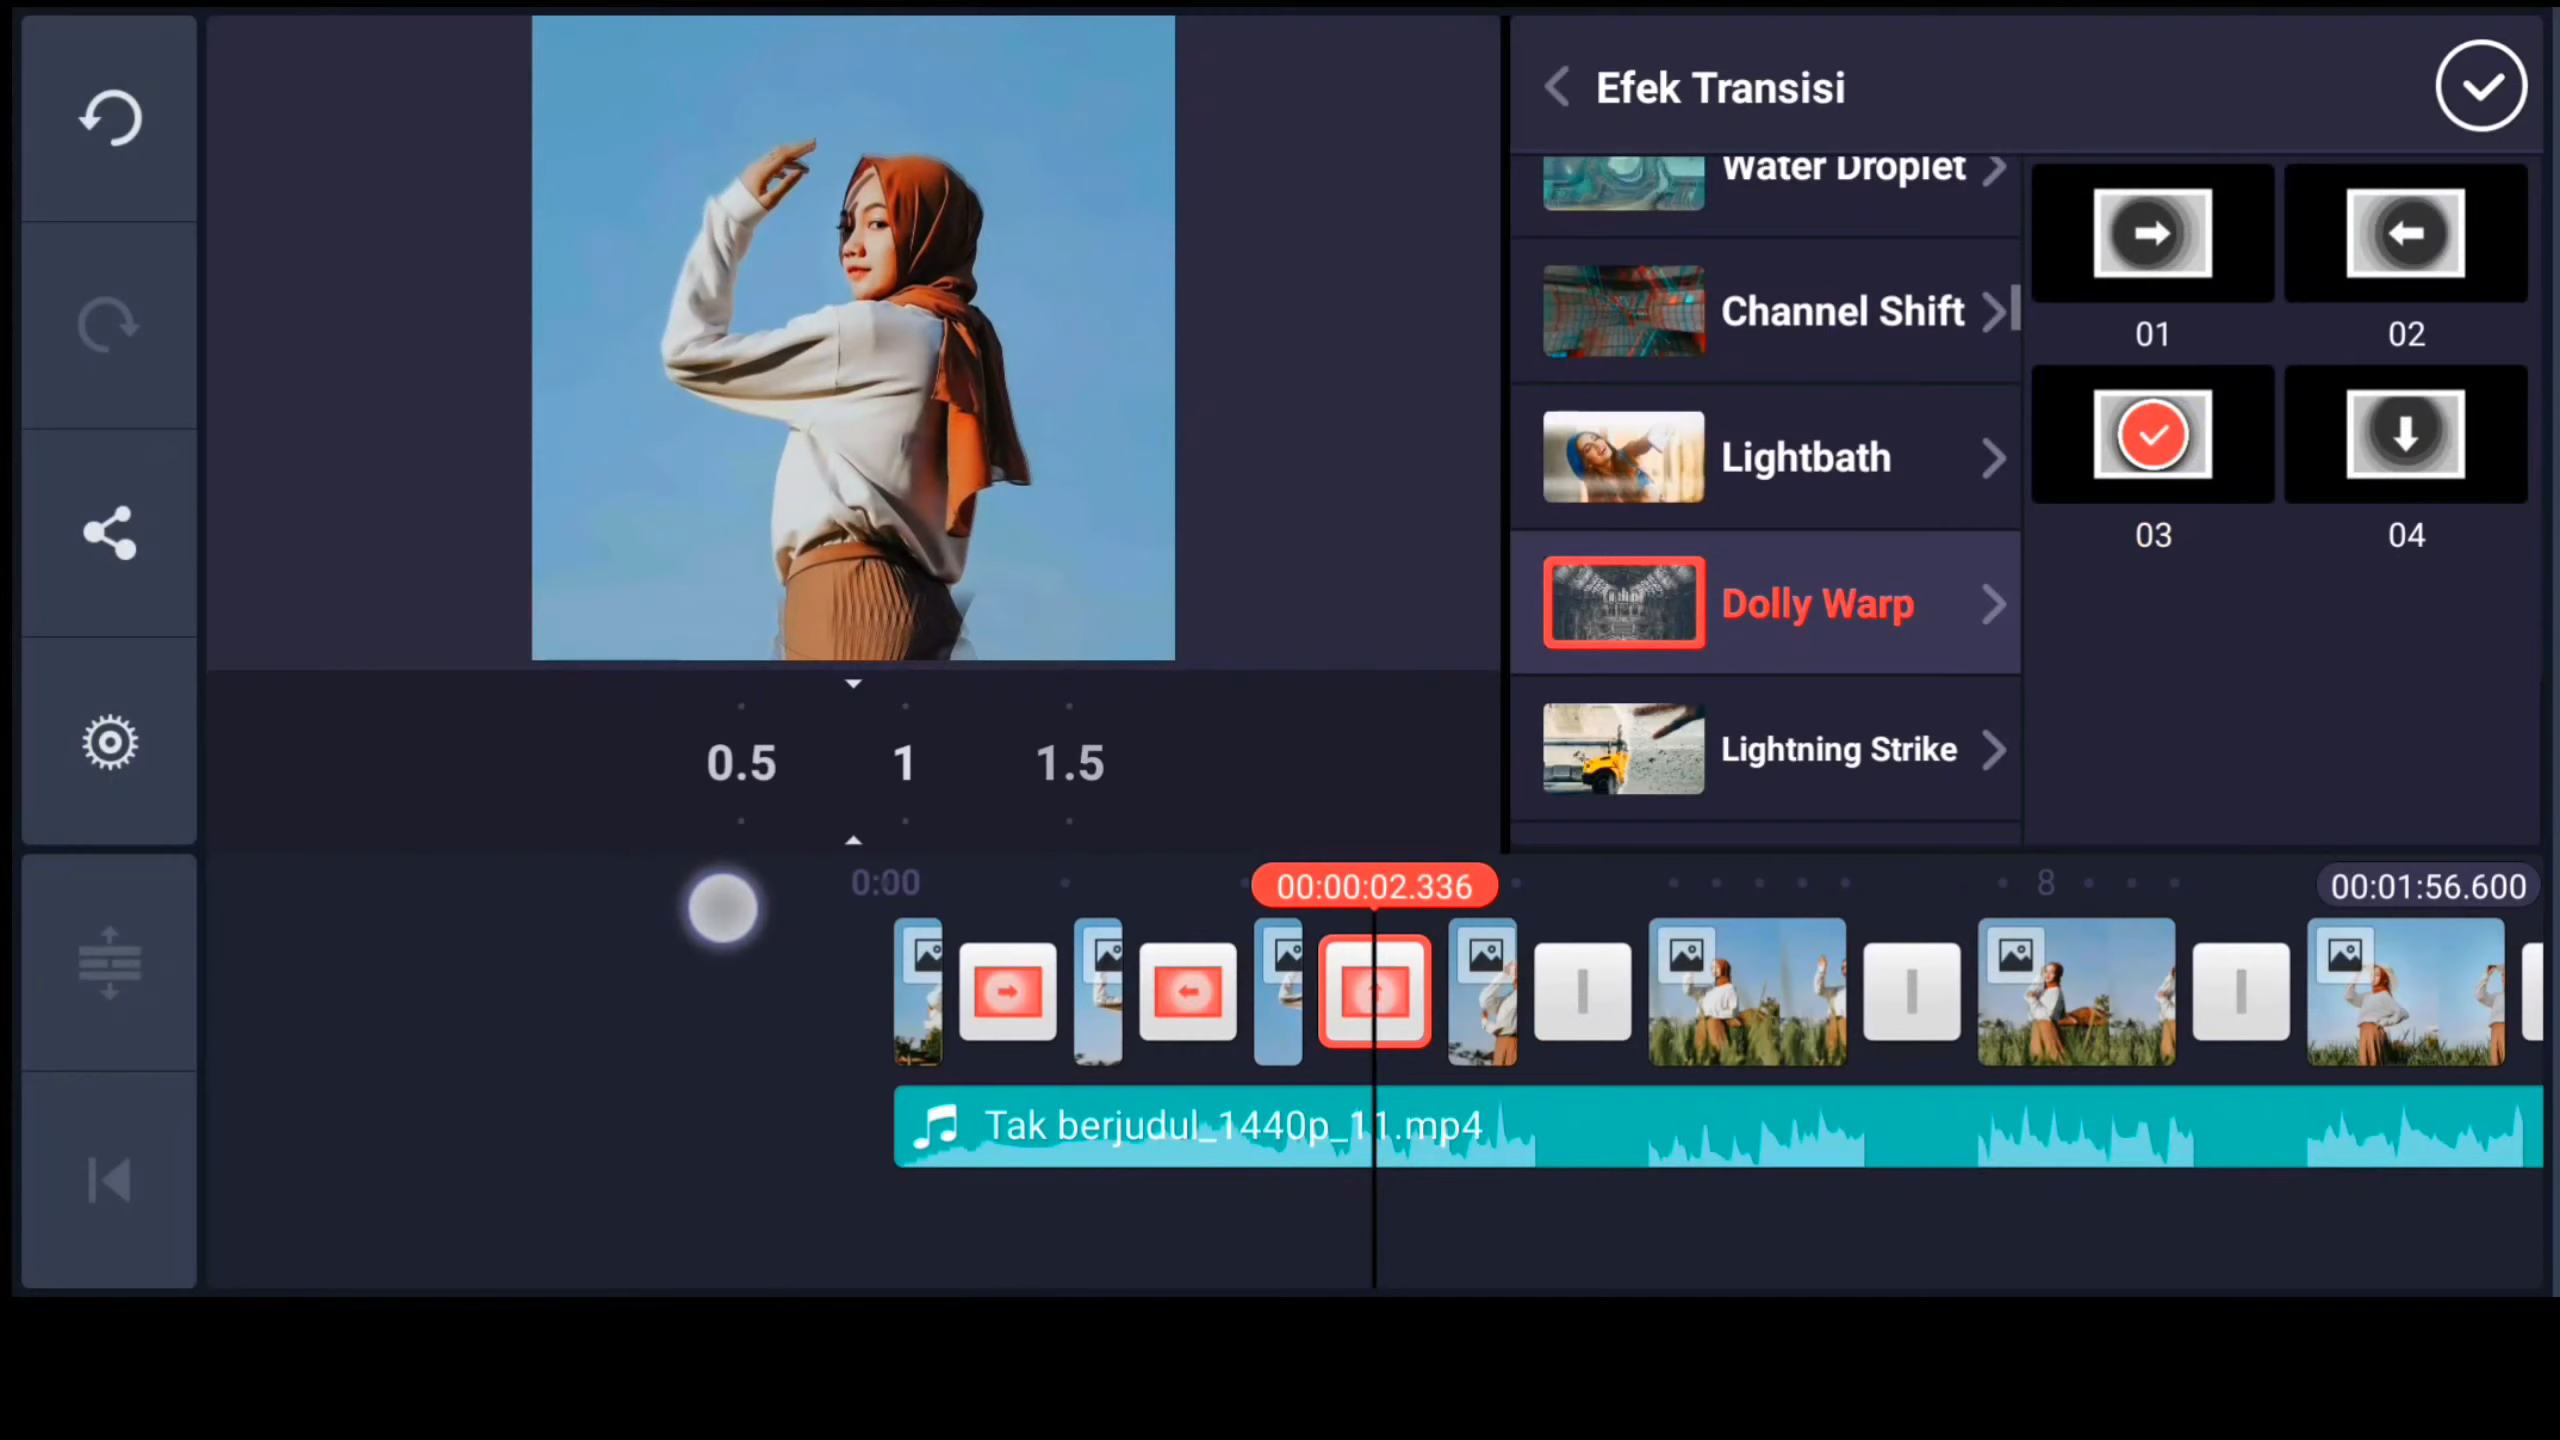 Efek Transisi
Water Droplet
Channel Shift
Lightbath
Dolly Warp
Lightning Strike
01
02
03
04
0.5
1
1.5
0:00
00:00:02.336
8
00:01:56.600
Tak berjudul_1440p_11.mp4